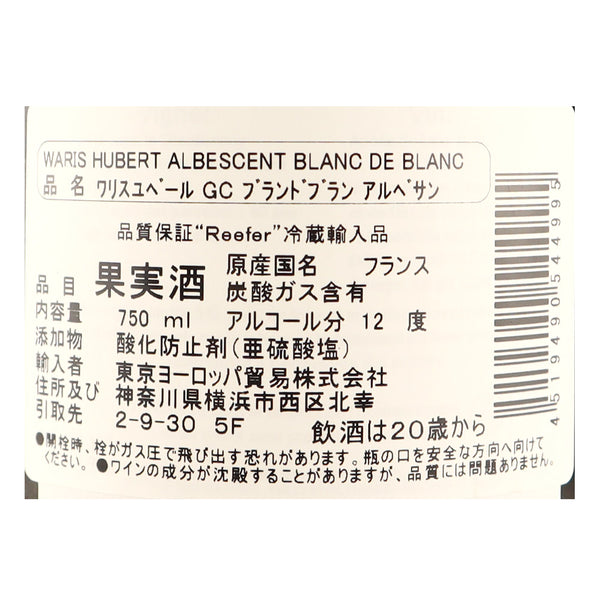 WARIS HUBERT ALBESCENT BLANC DE BLANC
品 名 ワリスユベール GC ブランドブラン アルベサン
品質保証“Reefer”冷蔵輸入品
品目 果実酒 原産国名 フランス
炭酸ガス含有
内容量 750 ml アルコール分 12 度
添加物 酸化防止剤(亜硫酸塩)
輸入者 東京ヨーロッパ貿易株式会社
住所及び 神奈川県横浜市西区北幸
引取先 2-9-30 5F 飲酒は20歳から
●開栓時、栓がガス圧で飛び出す恐れがあります。瓶の口を安全な方向へ向けて
ください。●ワインの成分が沈殿することがありますが、品質には問題ありません。
4519490544995